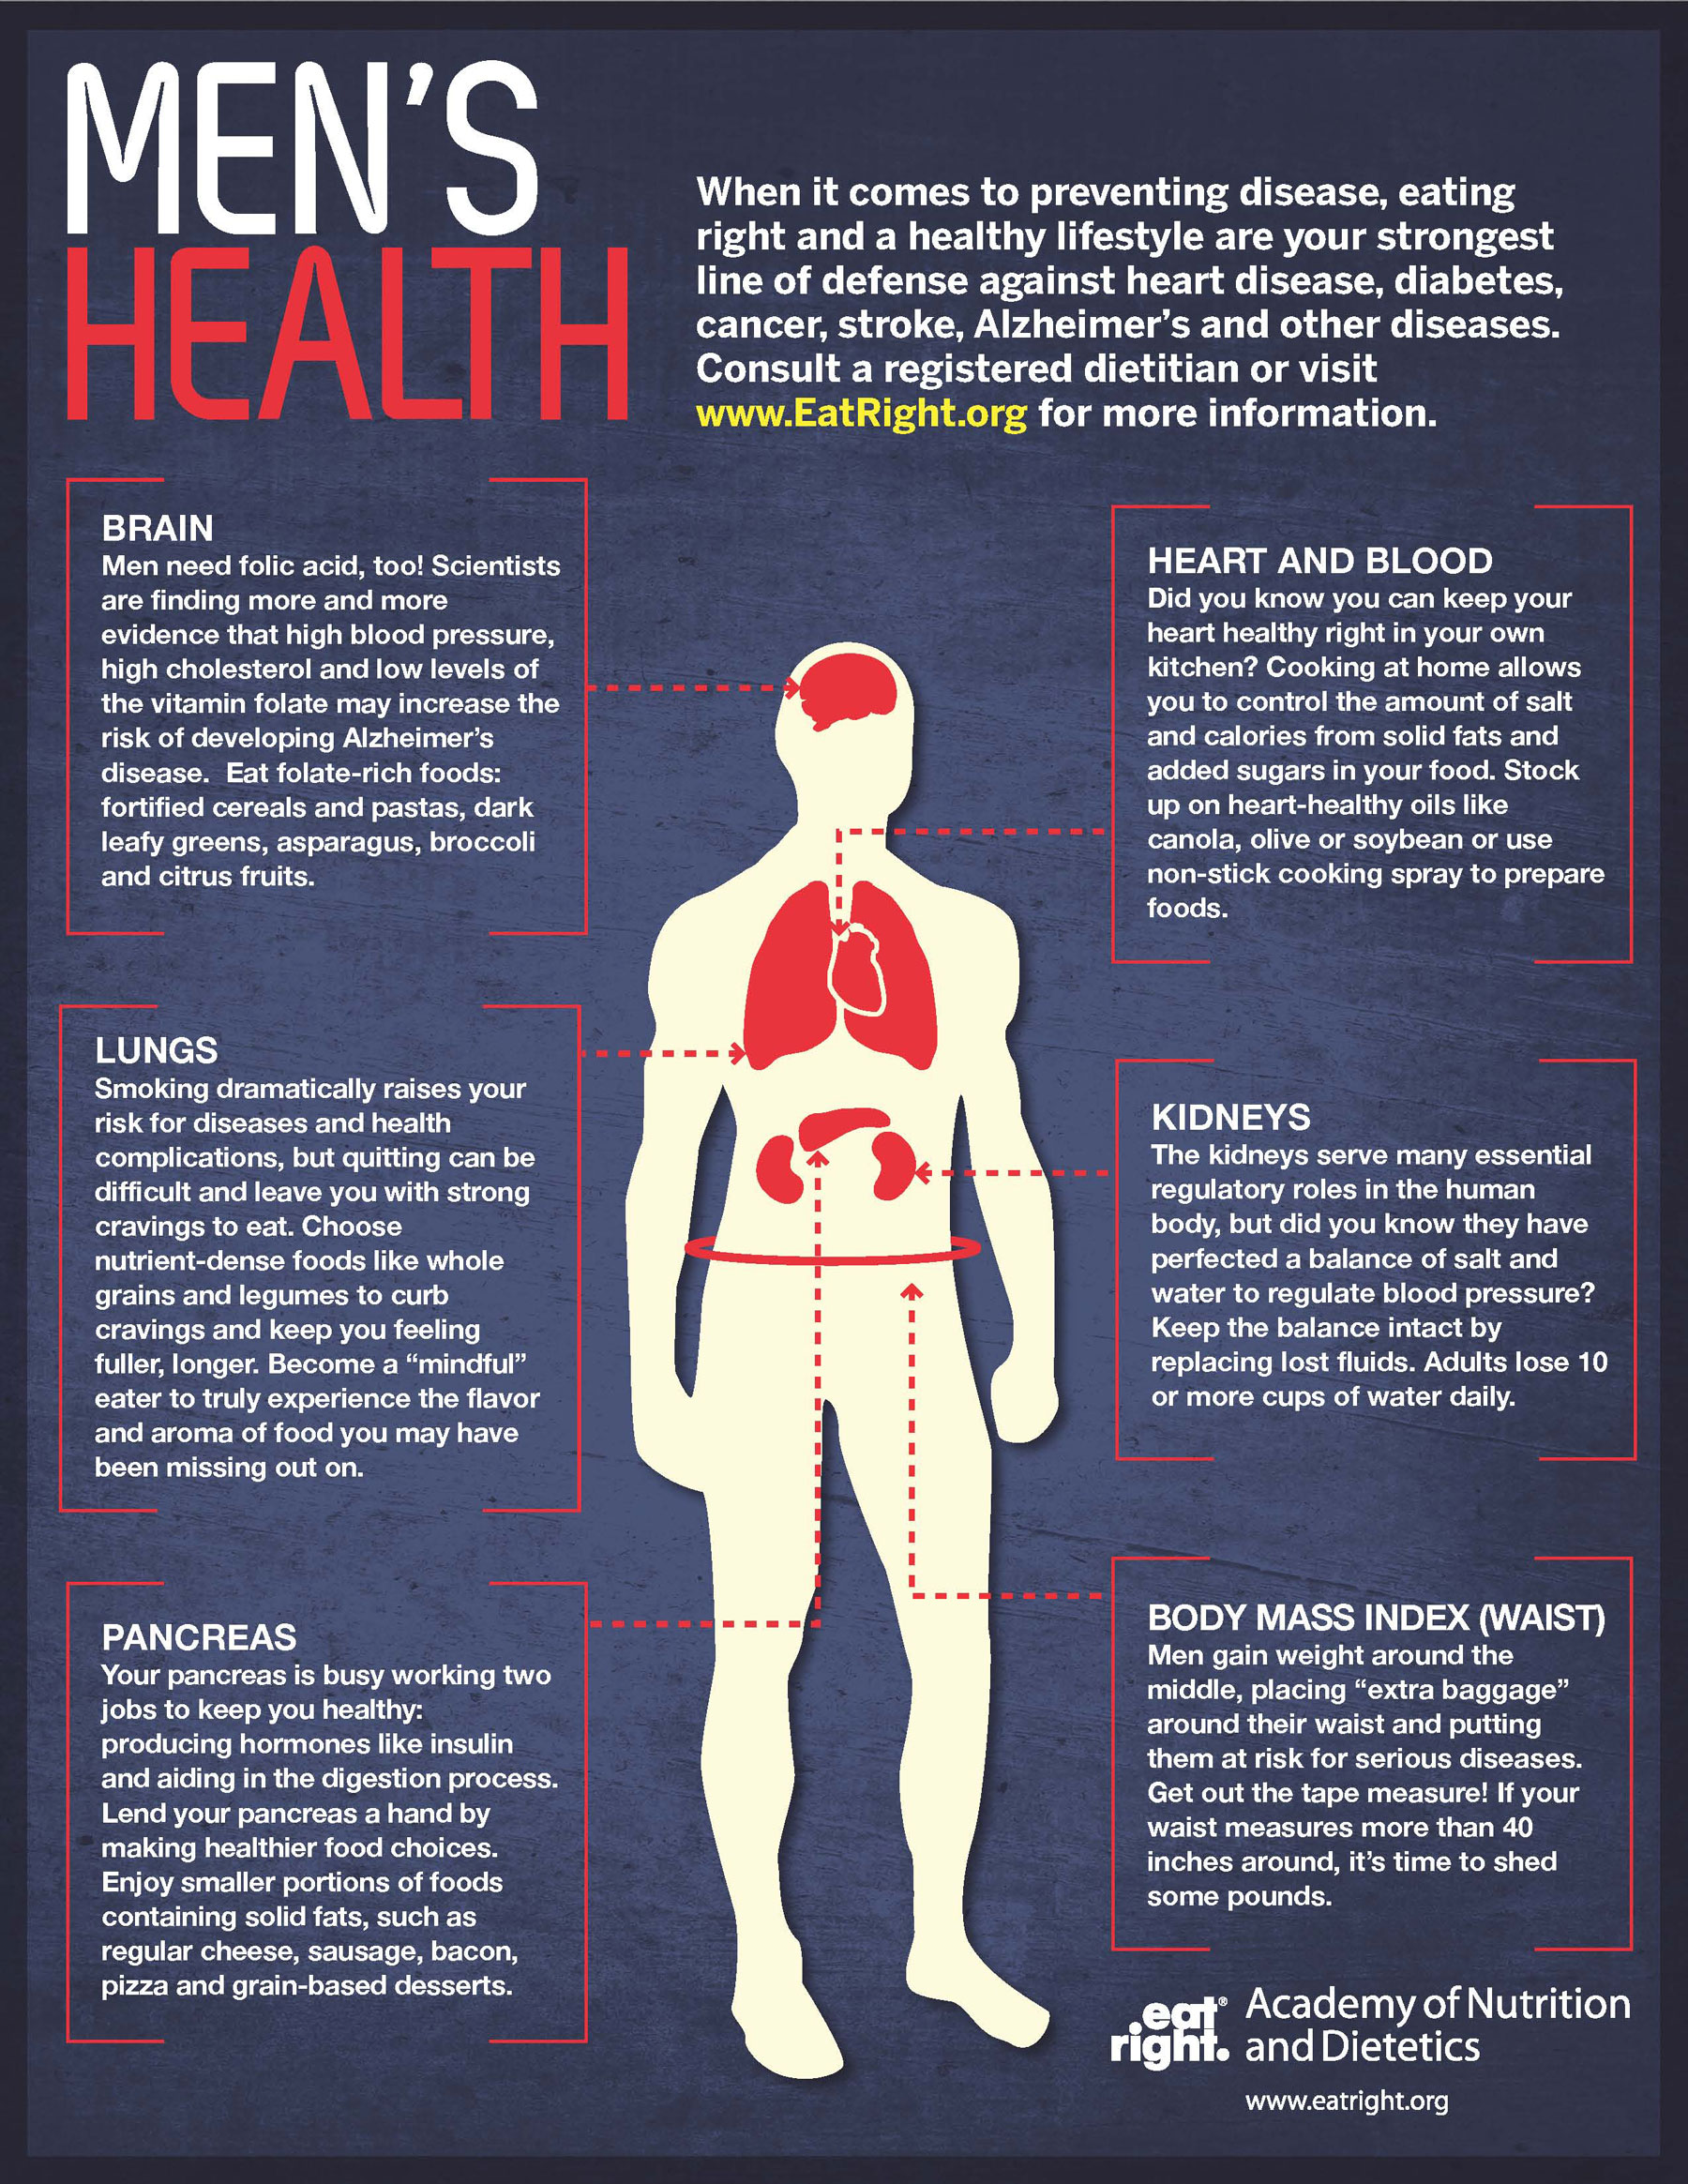 MEN'S
HEALTH
When it comes to preventing disease, eating
right and a healthy lifestyle are your strongest
line of defense against heart disease, diabetes,
cancer, stroke, Alzheimer's and other diseases.
Consult a registered dietitian or visit
www.EatRight.org for more information.
BRAIN
Men need folic acid, too! Scientists
are finding more and more
evidence that high blood pressure,
high cholesterol and low levels of
the vitamin folate may increase the
risk of developing Alzheimer's
disease.  Eat folate-rich foods:
fortified cereals and pastas, dark
leafy greens, asparagus, broccoli
and citrus fruits.
HEART AND BLOOD
Did you know you can keep your
heart healthy right in your own
kitchen? Cooking at home allows
you to control the amount of salt
and calories from solid fats and
added sugars in your food. Stock
up on heart-healthy oils like
canola, olive or soybean or use
non-stick cooking spray to prepare
foods.
LUNGS
Smoking dramatically raises your
risk for diseases and health
complications, but quitting can be
difficult and leave you with strong
cravings to eat. Choose
nutrient-dense foods like whole
grains and legumes to curb
cravings and keep you feeling
fuller, longer. Become a “mindful”
eater to truly experience the flavor
and aroma of food you may have
been missing out on.
KIDNEYS
The kidneys serve many essential
regulatory roles in the human
body, but did you know they have
perfected a balance of salt and
water to regulate blood pressure?
Keep the balance intact by
replacing lost fluids. Adults lose 10
or more cups of water daily.
PANCREAS
Your pancreas is busy working two
jobs to keep you healthy:
producing hormones like insulin
and aiding in the digestion process.
Lend your pancreas a hand by
making healthier food choices.
Enjoy smaller portions of foods
containing solid fats, such as
regular cheese, sausage, bacon,
pizza and grain-based desserts.
BODY MASS INDEX (WAIST)
Men gain weight around the
middle, placing “extra baggage”
around their waist and putting
them at risk for serious diseases.
Get out the tape measure! If your
waist measures more than 40
inches around, it's time to shed
some pounds.
eat®
right.
Academy of Nutrition
and Dietetics
www.eatright.org